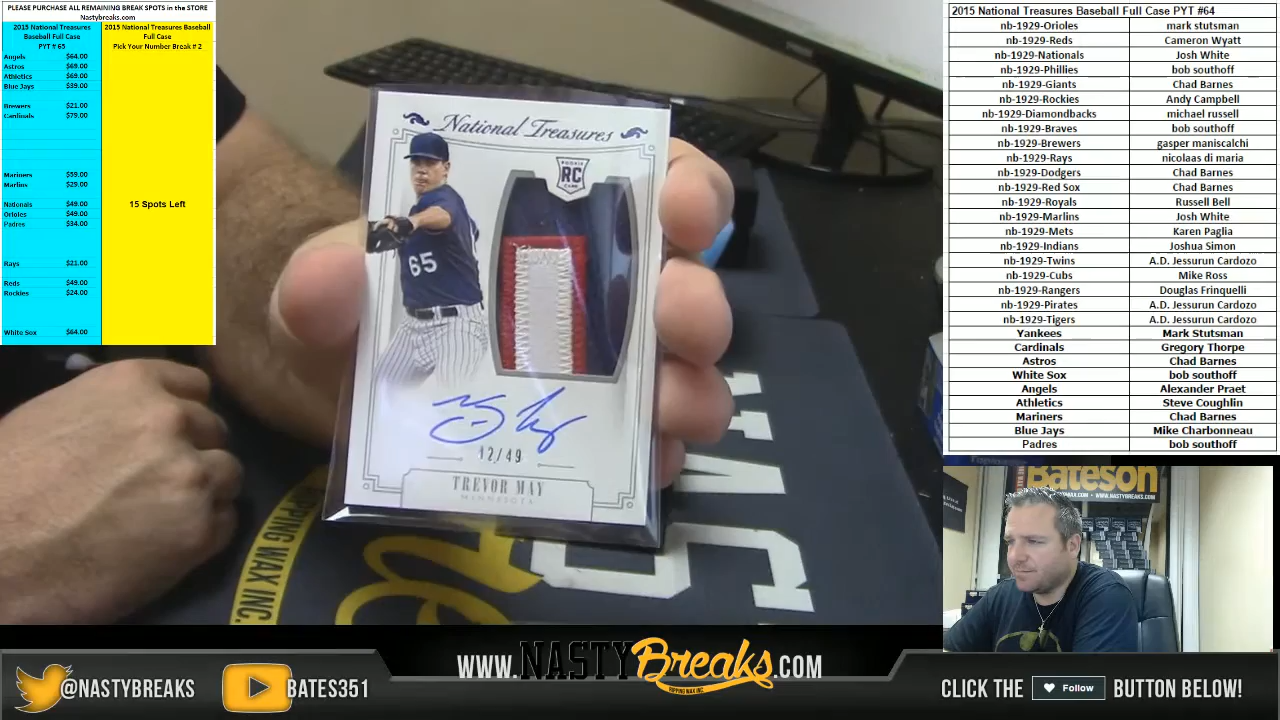 PLEASE PURCHASE ALL REMAINING BREAK SPOTS in the STORE
Nastybreaks.com
2015 National Treasures
Baseball Full Case
PYT # 65
Angels $64.00
Astros $69.00
Athletics $69.00
Blue Jays $39.00
Brewers $21.00
Cardinals $79.00
Mariners $59.00
Marlins $29.00
Nationals $49.00
Orioles $49.00
Padres $34.00
Rays $21.00
Reds $49.00
Rockies $24.00
White Sox $64.00
2015 National Treasures Baseball
Full Case
Pick Your Number Break # 2
15 Spots Left
National Treasures
ROOKIE
RC
CARD
65
12/49
TREVOR MAY
MINNESOTA
RIPPING WAX INC.
2015 National Treasures Baseball Full Case PYT #64
nb-1929-Orioles mark stutsman
nb-1929-Reds Cameron Wyatt
nb-1929-Nationals Josh White
nb-1929-Phillies bob southoff
nb-1929-Giants Chad Barnes
nb-1929-Rockies Andy Campbell
nb-1929-Diamondbacks michael russell
nb-1929-Braves bob southoff
nb-1929-Brewers gasper maniscalchi
nb-1929-Rays nicolaas di maria
nb-1929-Dodgers Chad Barnes
nb-1929-Red Sox Chad Barnes
nb-1929-Royals Russell Bell
nb-1929-Marlins Josh White
nb-1929-Mets Karen Paglia
nb-1929-Indians Joshua Simon
nb-1929-Twins A.D. Jessurun Cardozo
nb-1929-Cubs Mike Ross
nb-1929-Rangers Douglas Frinquelli
nb-1929-Pirates A.D. Jessurun Cardozo
nb-1929-Tigers A.D. Jessurun Cardozo
Yankees Mark Stutsman
Cardinals Gregory Thorpe
Astros Chad Barnes
White Sox bob southoff
Angels Alexander Praet
Athletics Steve Coughlin
Mariners Chad Barnes
Blue Jays Mike Charbonneau
Padres bob southoff
Bateson
WWW.NASTYBREAKS.COM
@NASTYBREAKS
BATES351
WWW.NASTYBreaks.COM
RIPPING WAX INC
CLICK THE Follow BUTTON BELOW!